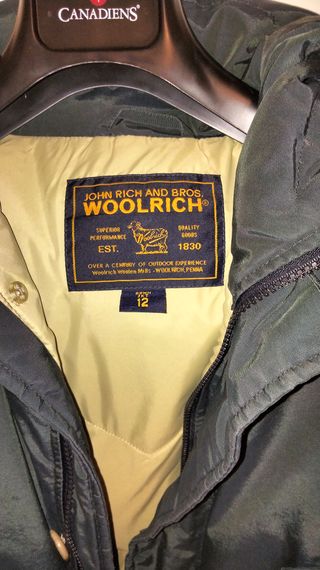 CANADIENS®
JOHN RICH AND BROS.
WOOLRICH®
SUPERIOR PERFORMANCE
QUALITY GOODS
Woolrich
EST. 1830
OVER A CENTURY OF OUTDOOR EXPERIENCE
Woolrich Woolen Mills - WOOLRICH, PENNA
12